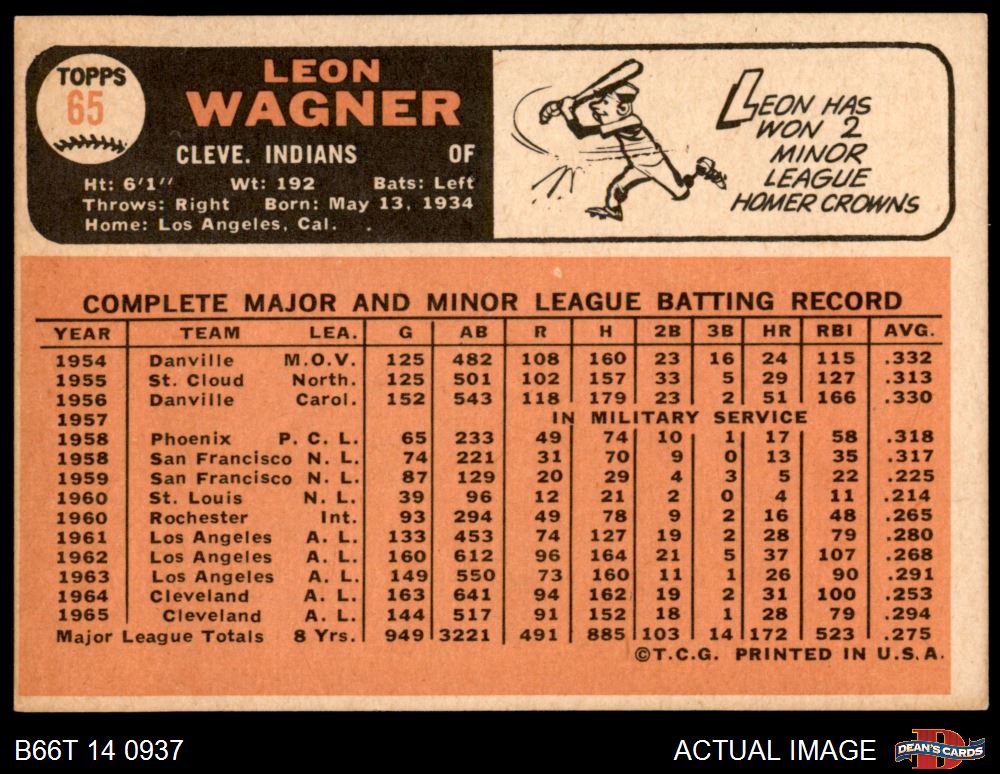 TOPPS
65
LEON
WAGNER
CLEVE. INDIANS OF
Ht: 6'1" Wt: 192 Bats: Left
Throws: Right Born: May 13, 1934
Home: Los Angeles, Cal.
LEON HAS
WON 2
MINOR
LEAGUE
HOMER CROWNS
COMPLETE MAJOR AND MINOR LEAGUE BATTING RECORD
YEAR TEAM LEA. G AB R H 2B 3B HR RBI AVG.
1954 Danville M.O.V. 125 482 108 160 23 16 24 115 .332
1955 St. Cloud North. 125 501 102 157 33 5 29 127 .313
1956 Danville Carol. 152 543 118 179 23 2 51 166 .330
1957 IN MILITARY SERVICE
1958 Phoenix P. C. L. 65 233 49 74 10 1 17 58 .318
1958 San Francisco N. L. 74 221 31 70 9 0 13 35 .317
1959 San Francisco N. L. 87 129 20 29 4 3 5 22 .225
1960 St. Louis N. L. 39 96 12 21 2 0 4 11 .214
1960 Rochester Int. 93 294 49 78 9 2 16 48 .265
1961 Los Angeles A. L. 133 453 74 127 19 2 28 79 .280
1962 Los Angeles A. L. 160 612 96 164 21 5 37 107 .268
1963 Los Angeles A. L. 149 550 73 160 11 1 26 90 .291
1964 Cleveland A. L. 163 641 94 162 19 2 31 100 .253
1965 Cleveland A. L. 144 517 91 152 18 1 28 79 .294
Major League Totals 8 Yrs. 949 3221 491 885 103 14 172 523 .275
©T.C.G. PRINTED IN U.S.A.
B66T 14 0937 ACTUAL IMAGE DEAN'S CARDS